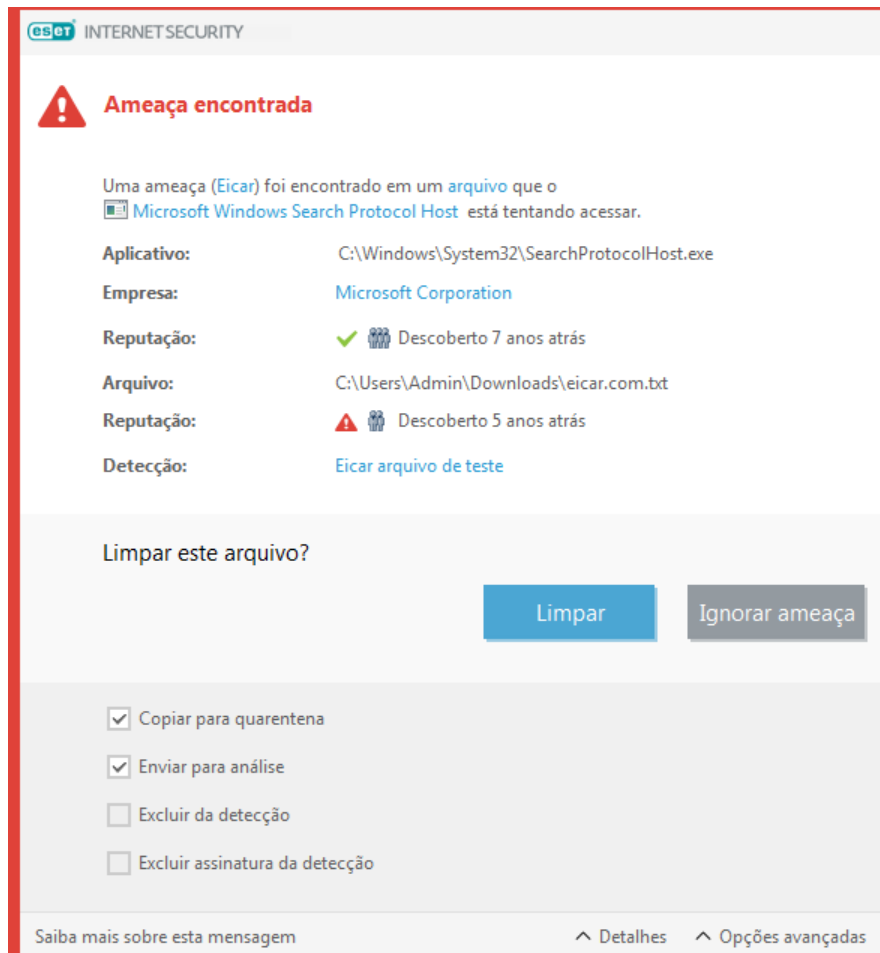 eset INTERNET SECURITY
Ameaça encontrada
Uma ameaça (Eicar) foi encontrado em um arquivo que o
Microsoft Windows Search Protocol Host está tentando acessar.
Aplicativo: C:\Windows\System32\SearchProtocolHost.exe
Empresa: Microsoft Corporation
Reputação: Descoberto 7 anos atrás
Arquivo: C:\Users\Admin\Downloads\eicar.com.txt
Reputação: Descoberto 5 anos atrás
Detecção: Eicar arquivo de teste
Limpar este arquivo?
Limpar Ignorar ameaça
Copiar para quarentena
Enviar para análise
Excluir da detecção
Excluir assinatura da detecção
Saiba mais sobre esta mensagem Detalhes Opções avançadas